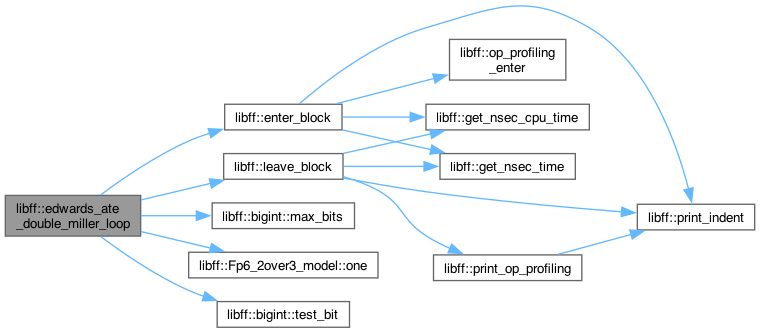 libff::edwards_ate
_double_miller_loop
libff::enter_block
libff::leave_block
libff::bigint::max_bits
libff::Fp6_2over3_model::one
libff::bigint::test_bit
libff::op_profiling
_enter
libff::get_nsec_cpu_time
libff::get_nsec_time
libff::print_op_profiling
libff::print_indent